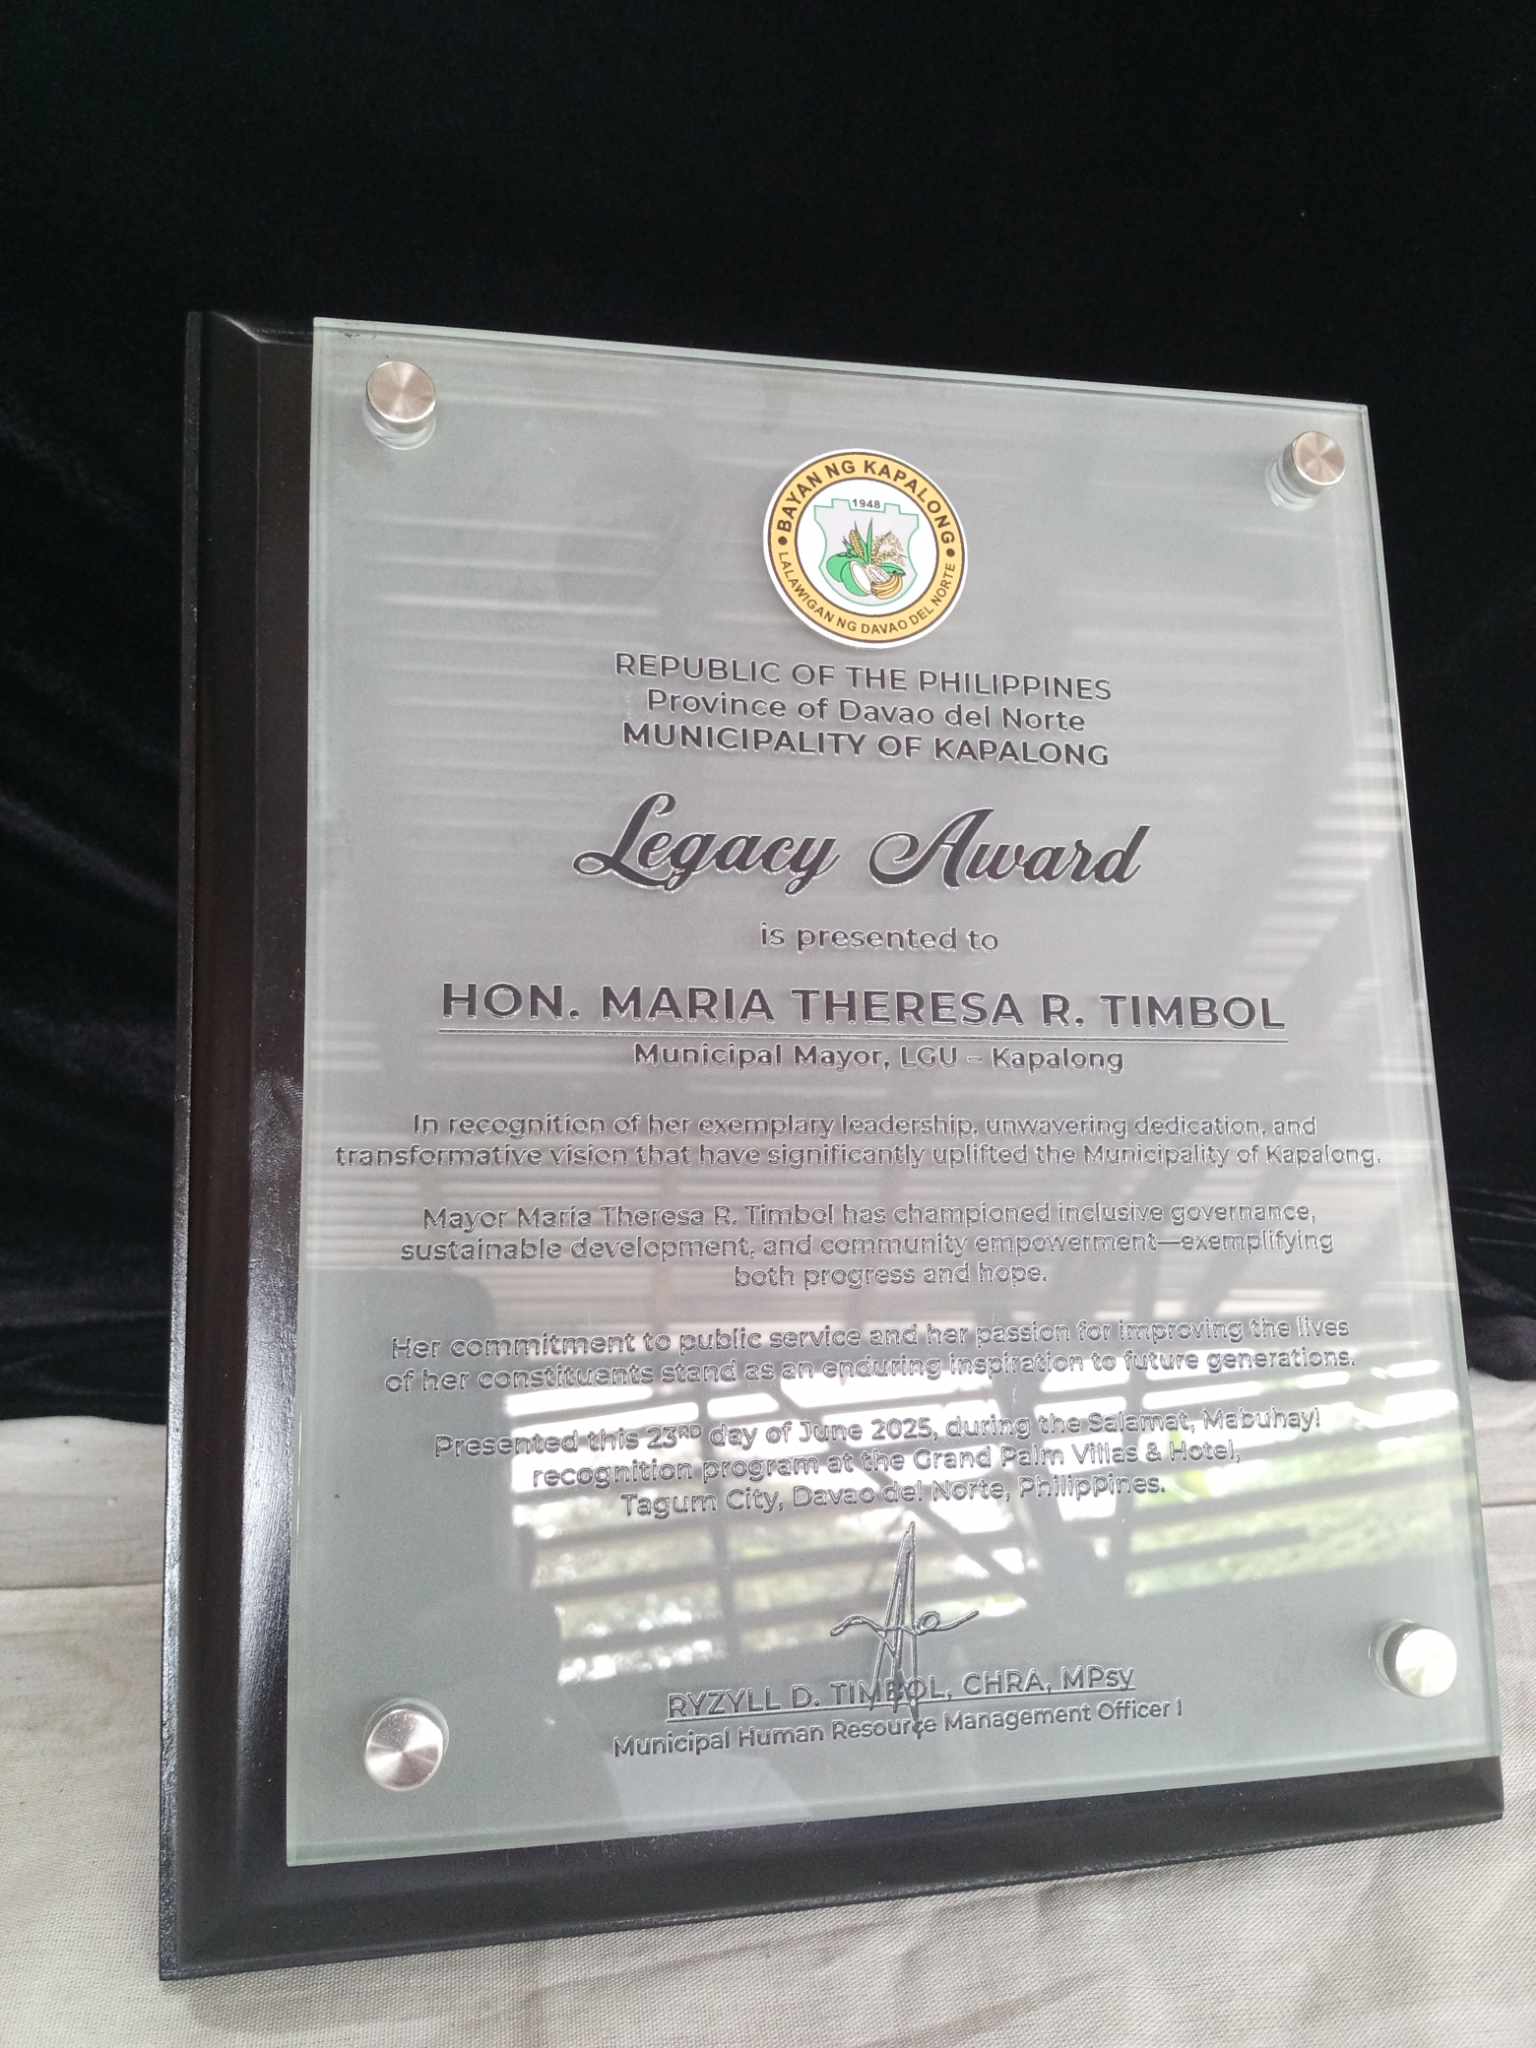 BAYAN NG KAPALONG
1948
LALAWIGAN NG DAVAO DEL NORTE
REPUBLIC OF THE PHILIPPINES
Province of Davao del Norte
MUNICIPALITY OF KAPALONG
Legacy Award
is presented to
HON. MARIA THERESA R. TIMBOL
Municipal Mayor, LGU – Kapalong
In recognition of her exemplary leadership, unwavering dedication, and
transformative vision that have significantly uplifted the Municipality of Kapalong.
Mayor Maria Theresa R. Timbol has championed inclusive governance,
sustainable development, and community empowerment—exemplifying
both progress and hope.
Her commitment to public service and her passion for improving the lives
of her constituents stand as an enduring inspiration to future generations.
Presented this 23RD day of June 2025, during the Salamat, Mabuhay!
recognition program at the Grand Palm Villas & Hotel,
Tagum City, Davao del Norte, Philippines.
RYZYLL D. TIMBOL, CHRA, MPsy
Municipal Human Resource Management Officer I